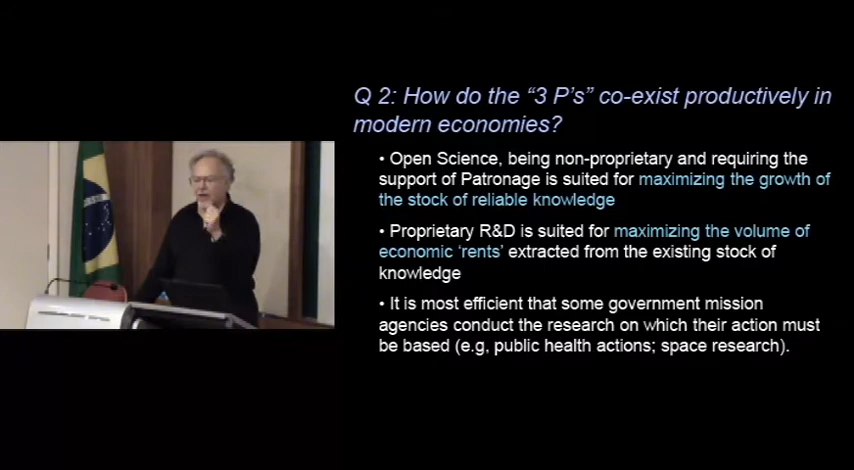 Q 2: How do the “3 P’s” co-exist productively in
modern economies?
• Open Science, being non-proprietary and requiring the
support of Patronage is suited for maximizing the growth of
the stock of reliable knowledge
• Proprietary R&D is suited for maximizing the volume of
economic ‘rents’ extracted from the existing stock of
knowledge
• It is most efficient that some government mission
agencies conduct the research on which their action must
be based (e.g, public health actions; space research).